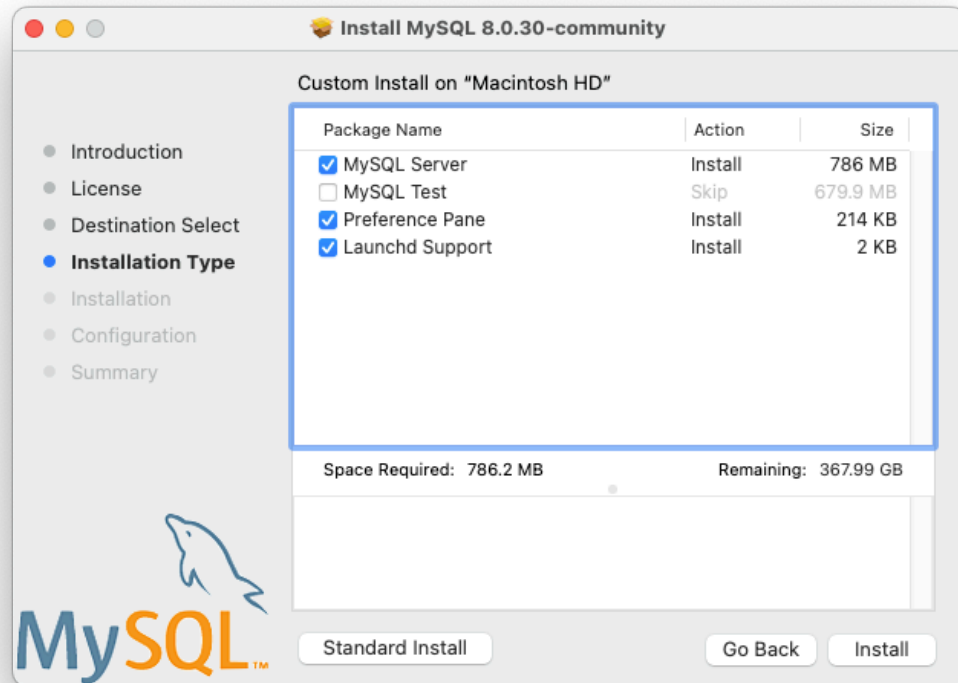 Install MySQL 8.0.30-community
Custom Install on "Macintosh HD"
Introduction
License
Destination Select
Installation Type
Installation
Configuration
Summary
Package Name Action Size
MySQL Server Install 786 MB
MySQL Test Skip 679.9 MB
Preference Pane Install 214 KB
Launchd Support Install 2 KB
Space Required: 786.2 MB Remaining: 367.99 GB
MySQL™
Standard Install Go Back Install